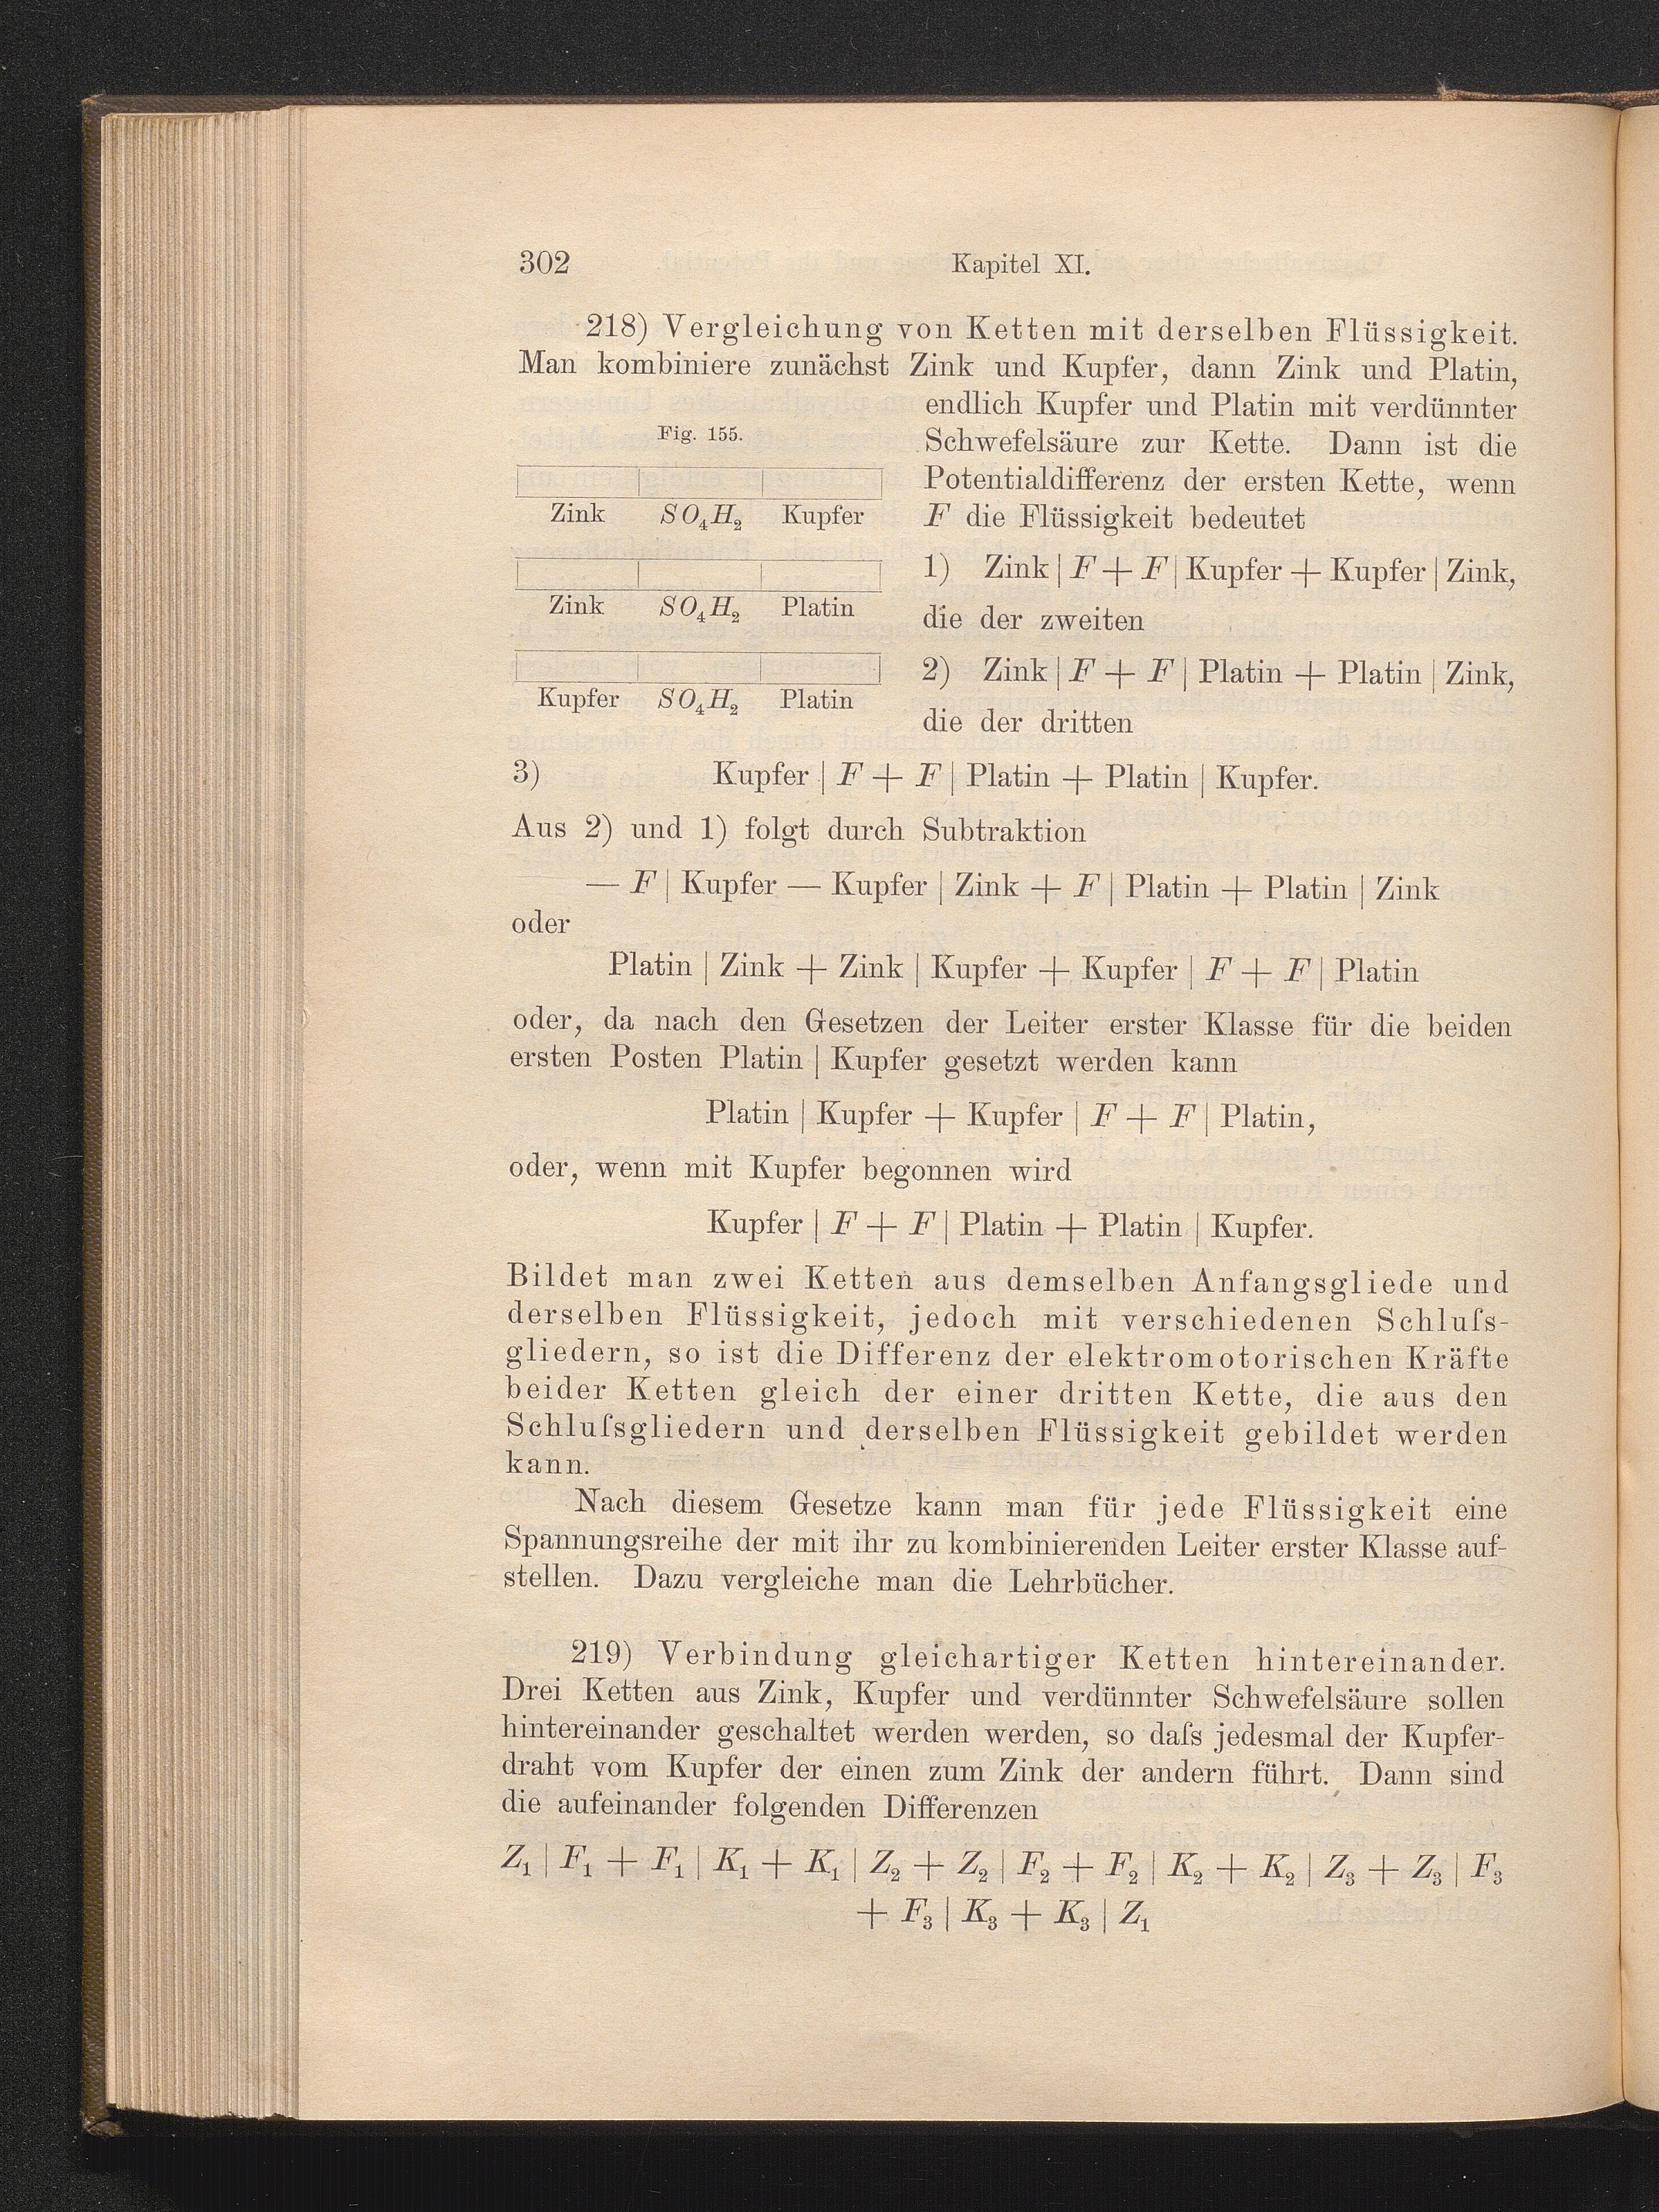 302
Kapitel XI.
218) Vergleichung von Ketten mit derselben Flüssigkeit.
Man kombiniere zunächst Zink und Kupfer, dann Zink und Platin,
endlich Kupfer und Platin mit verdünnter
Schwefelsäure zur Kette. Dann ist die
Potentialdifferenz der ersten Kette, wenn
F die Flüssigkeit bedeutet
Fig. 155.
Zink SO₄H₂ Kupfer
Zink SO₄H₂ Platin
Kupfer SO₄H₂ Platin
1) Zink | F + F | Kupfer + Kupfer | Zink,
die der zweiten
2) Zink | F + F | Platin + Platin | Zink,
die der dritten
3) Kupfer | F + F | Platin + Platin | Kupfer.
Aus 2) und 1) folgt durch Subtraktion
— F | Kupfer — Kupfer | Zink + F | Platin + Platin | Zink
oder
Platin | Zink + Zink | Kupfer + Kupfer | F + F | Platin
oder, da nach den Gesetzen der Leiter erster Klasse für die beiden
ersten Posten Platin | Kupfer gesetzt werden kann
Platin | Kupfer + Kupfer | F + F | Platin,
oder, wenn mit Kupfer begonnen wird
Kupfer | F + F | Platin + Platin | Kupfer.
Bildet man zwei Ketten aus demselben Anfangsgliede und
derselben Flüssigkeit, jedoch mit verschiedenen Schluſs-
gliedern, so ist die Differenz der elektromotorischen Kräfte
beider Ketten gleich der einer dritten Kette, die aus den
Schluſsgliedern und derselben Flüssigkeit gebildet werden
kann.
Nach diesem Gesetze kann man für jede Flüssigkeit eine
Spannungsreihe der mit ihr zu kombinierenden Leiter erster Klasse auf-
stellen. Dazu vergleiche man die Lehrbücher.
219) Verbindung gleichartiger Ketten hintereinander.
Drei Ketten aus Zink, Kupfer und verdünnter Schwefelsäure sollen
hintereinander geschaltet werden werden, so daſs jedesmal der Kupfer-
draht vom Kupfer der einen zum Zink der andern führt. Dann sind
die aufeinander folgenden Differenzen
Z₁ | F₁ + F₁ | K₁ + K₁ | Z₂ + Z₂ | F₂ + F₂ | K₂ + K₂ | Z₃ + Z₃ | F₃
+ F₃ | K₃ + K₃ | Z₁